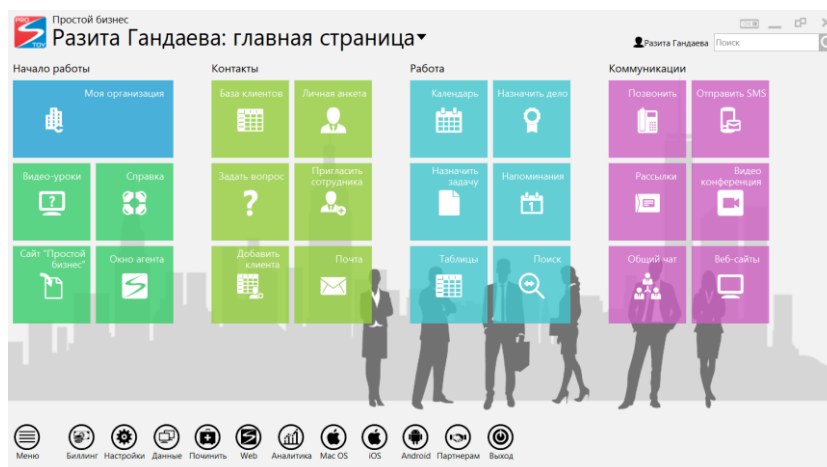 PRO
Простой бизнес
TOY
Разита Гандаева: главная страница
Разита Гандаева
Поиск
Начало работы
Контакты
Работа
Коммуникации
Моя организация
База клиентов
Личная анкета
Календарь
Назначить дело
Позвонить
Отправить SMS
Видео-уроки
Справка
Задать вопрос
Пригласить
сотрудника
Назначить
задачу
Напоминания
1
Рассылки
Видео
конференция
Сайт "Простой
бизнес"
Окно агента
Добавить
клиента
Почта
Таблицы
Поиск
Общий чат
Веб-сайты
Меню
Биллинг
Настройки
Данные
Починить
Web
Аналитика
Mac OS
iOS
Android
Партнерам
Выход